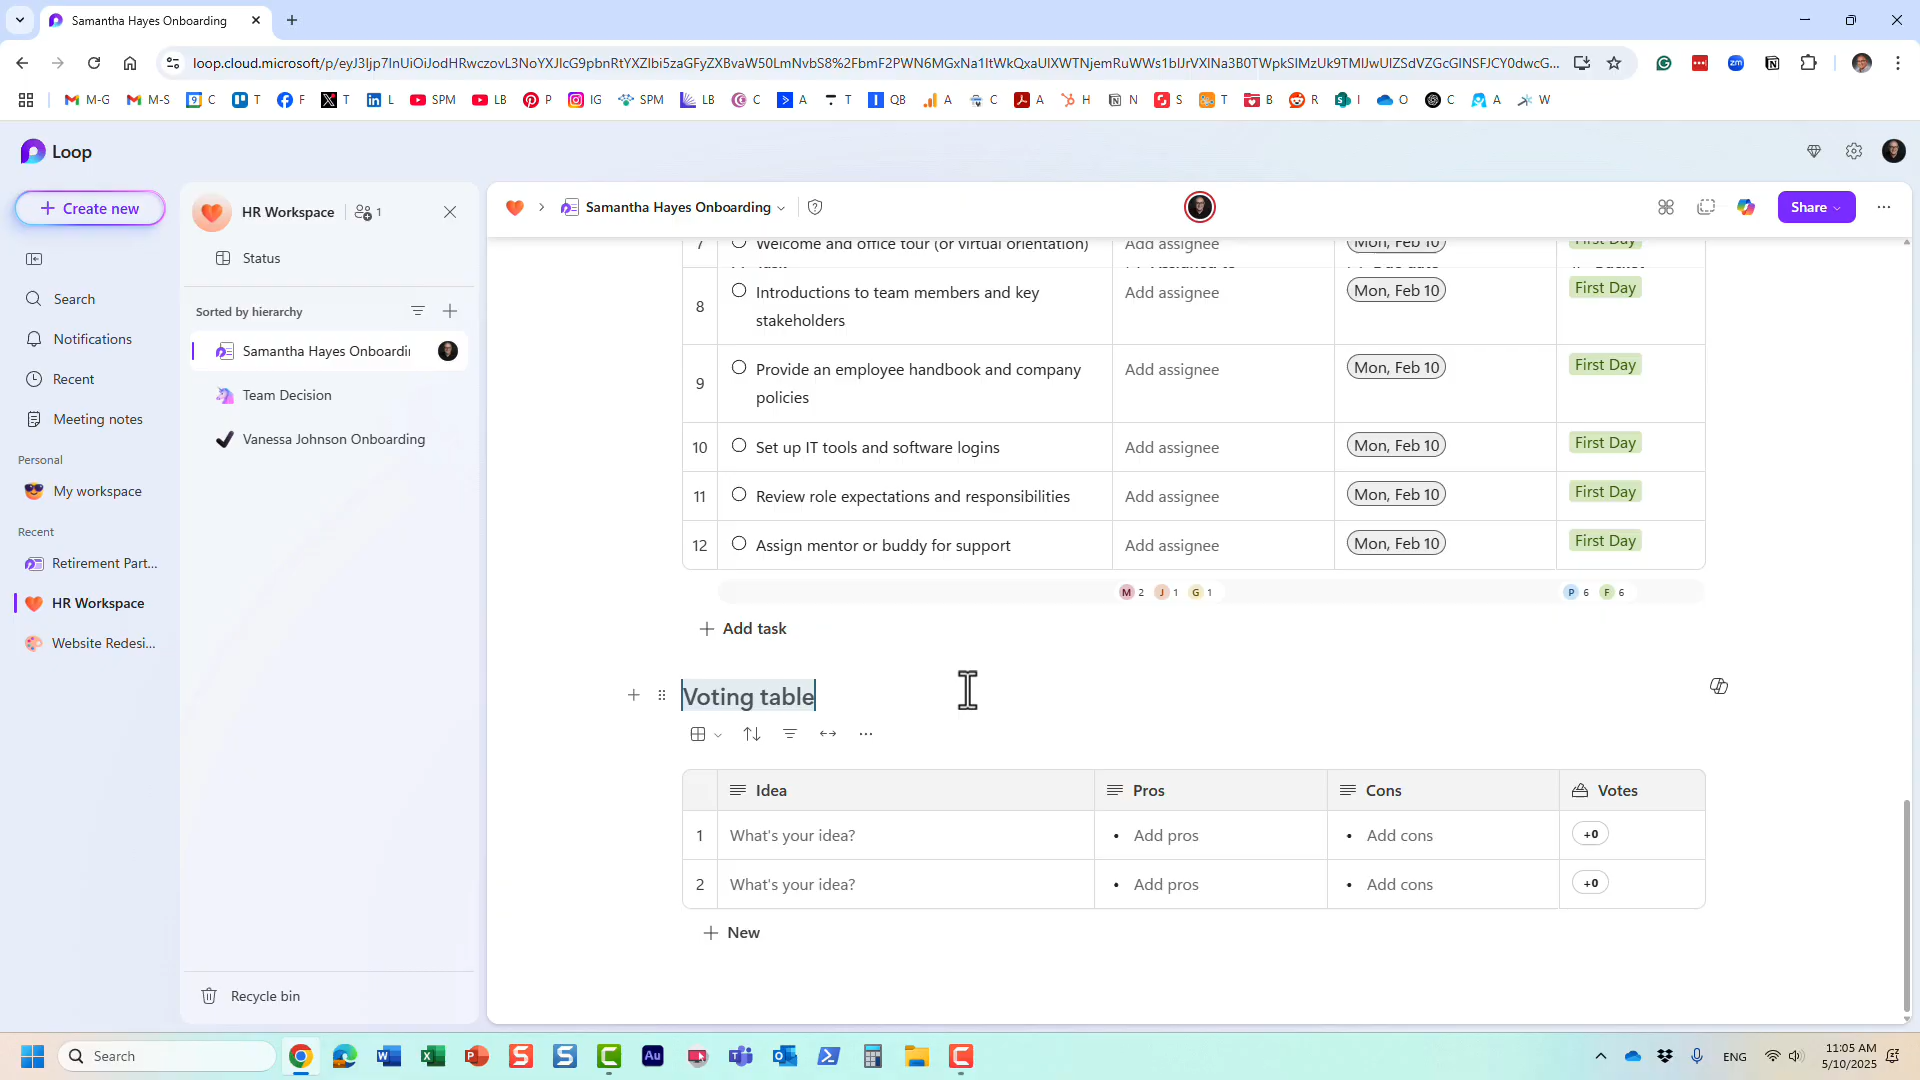 Samantha Hayes Onboarding
loop.cloud.microsoft/p/eyJ3Ijp7InUiOiJodHRwczovL3NoYXJlcG9pbnRtYXZlbi5zaGFyZXBvaW50LmNvbS8%2FbmF2PWN6MGxNa1ltWkQxaUlXWTNjemRuWWs1blJrVXlNa3B0TWpkSlMzUk9TMlJwUlZSdVZGcGlNSFJCY0dwcG...
M-G
M-S
C
T
F
T
L
SPM
LB
P
IG
SPM
LB
C
A
T
QB
A
C
A
H
N
S
T
B
R
I
O
C
A
W
Loop
Create new
Search
Notifications
Recent
Meeting notes
Personal
My workspace
Recent
Retirement Part...
HR Workspace
Website Redesi...
HR Workspace
1
Status
Sorted by hierarchy
Samantha Hayes Onboardin
Team Decision
Vanessa Johnson Onboarding
Recycle bin
Samantha Hayes Onboarding
Share
7 Welcome and office tour (or virtual orientation) Add assignee Mon, Feb 10 First Day
Task Assigned to Due date Bucket
8 Introductions to team members and key stakeholders Add assignee Mon, Feb 10 First Day
9 Provide an employee handbook and company policies Add assignee Mon, Feb 10 First Day
10 Set up IT tools and software logins Add assignee Mon, Feb 10 First Day
11 Review role expectations and responsibilities Add assignee Mon, Feb 10 First Day
12 Assign mentor or buddy for support Add assignee Mon, Feb 10 First Day
M 2 J 1 G 1 P 6 F 6
Add task
Voting table
Idea Pros Cons Votes
1 What's your idea? • Add pros • Add cons +0
2 What's your idea? • Add pros • Add cons +0
New
Search
ENG
11:05 AM
5/10/2025